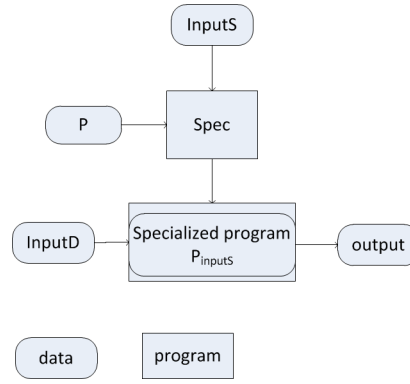 InputS
P
Spec
Specialized program
PinputS
InputD
output
data
program